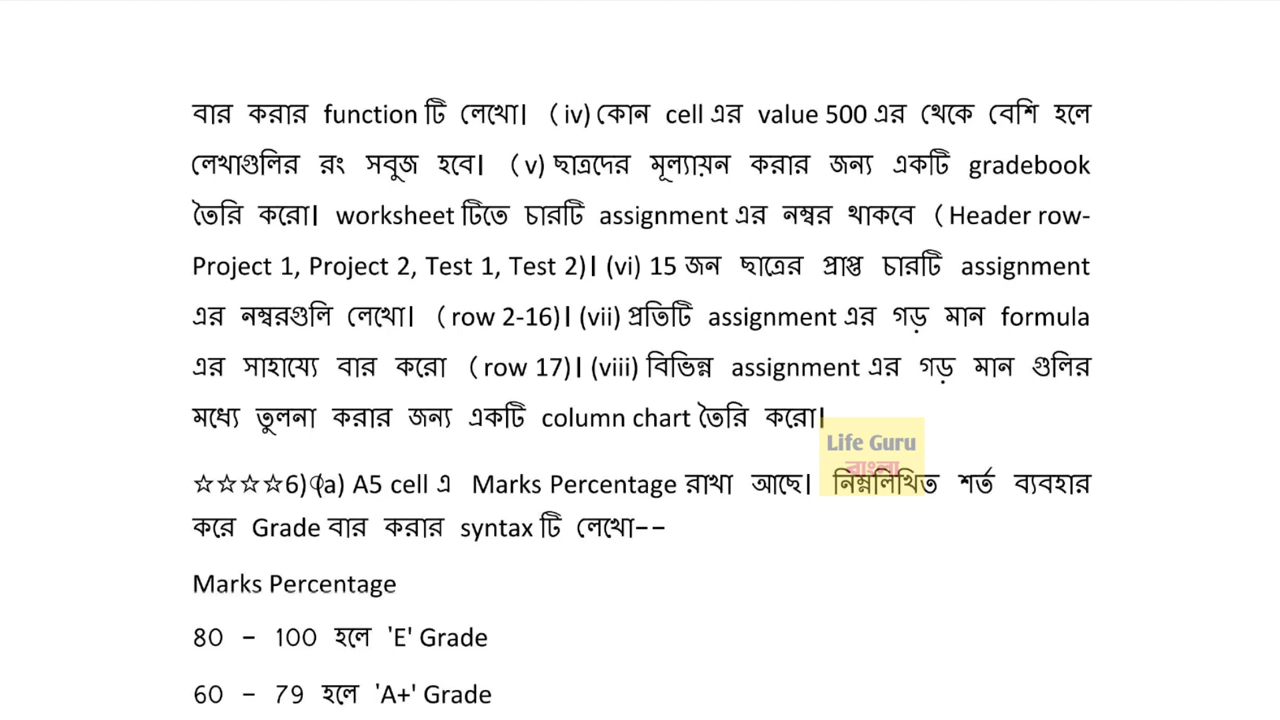 বার করার function টি লেখো। (iv) কোন cell এর value 500 এর থেকে বেশি হলে
লেখাগুলির রং সবুজ হবে। (v) ছাত্রদের মূল্যায়ন করার জন্য একটি gradebook
তৈরি করো। worksheet টিতে চারটি assignment এর নম্বর থাকবে (Header row-
Project 1, Project 2, Test 1, Test 2)। (vi) 15 জন ছাত্রের প্রাপ্ত চারটি assignment
এর নম্বরগুলি লেখো। (row 2-16)। (vii) প্রতিটি assignment এর গড় মান formula
এর সাহায্যে বার করো (row 17)। (viii) বিভিন্ন assignment এর গড় মান গুলির
মধ্যে তুলনা করার জন্য একটি column chart তৈরি করো।
Life Guru
বাংলা
☆☆☆☆6) (a) A5 cell এ Marks Percentage রাখা আছে। নিম্নলিখিত শর্ত ব্যবহার
করে Grade বার করার syntax টি লেখো--
Marks Percentage
80 - 100 হলে 'E' Grade
60 - 79 হলে 'A+' Grade